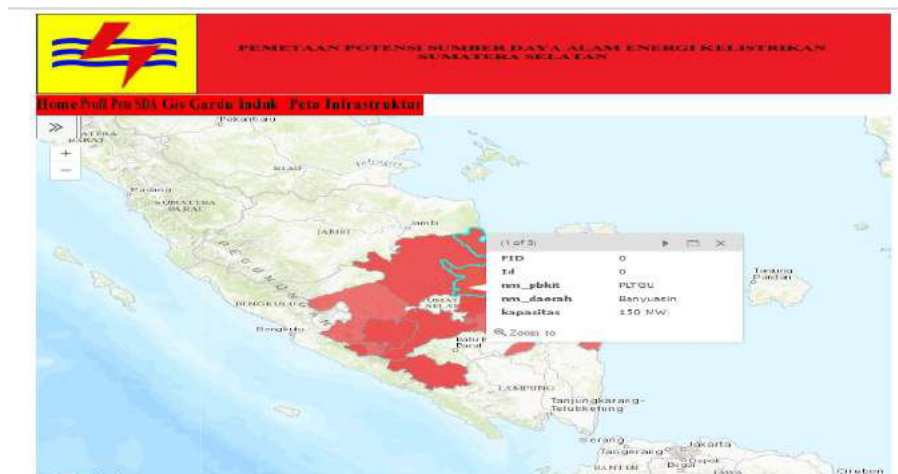 PEMETAAN POTENSI SUMBER DAYA ALAM ENERGI KELISTRIKAN
SUMATERA SELATAN
Home Profil Peta SDA Gis Gardu Induk Peta Infrastruktur
Pekanbaru
RIAU
Padang
SUMATERA
BARAT
Jambi
JAMBI
(1 of 3)
FID 0
Id 0
nm_pbkit PLTGU
nm_daerah Banyuasin
kapasitas 150 MW
Zoom to
Tanjung
Pandan
BENGKULU
Bengkulu
LAMPUNG
Tanjungkarang-
Telukbetung
Serang
Jakarta
Tangerang
Depok
BANTEN
Bogor
Cirebon